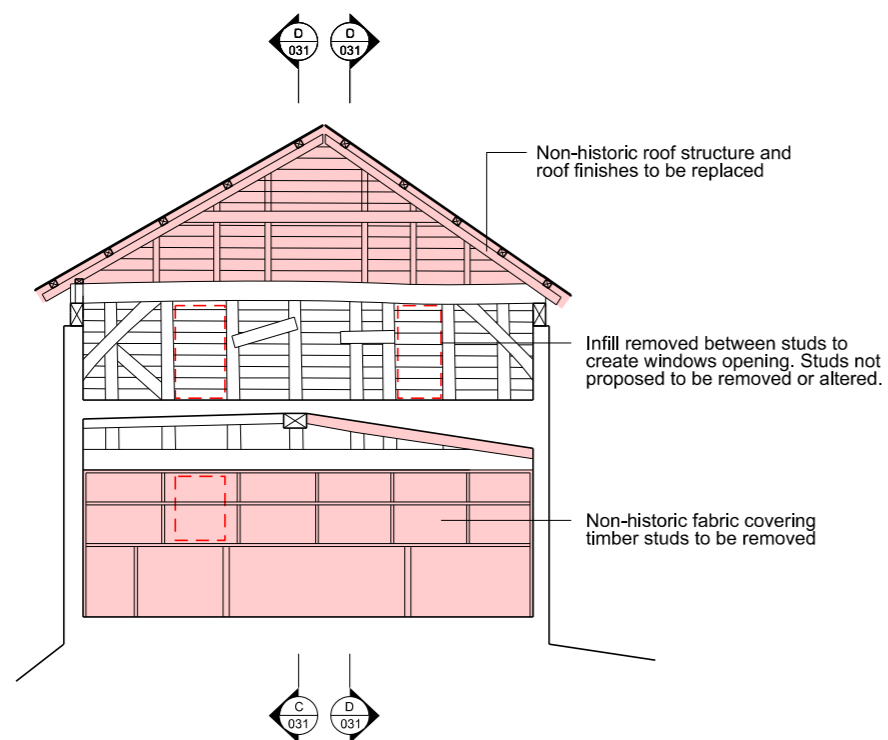 D
031
D
031
Non-historic roof structure and
roof finishes to be replaced
Infill removed between studs to
create windows opening. Studs not
proposed to be removed or altered.
Non-historic fabric covering
timber studs to be removed
C
031
D
031